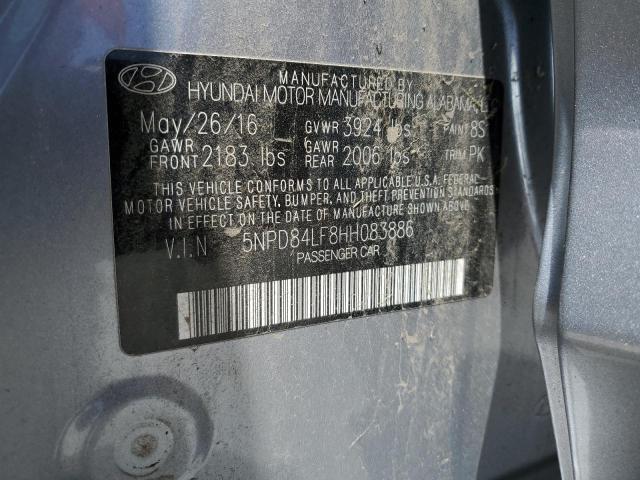 MANUFACTURED BY
HYUNDAI MOTOR MANUFACTURING ALABAMA, LLC
May/26/16 GVWR 3924 lbs PAINT 8S
GAWR FRONT 2183 lbs GAWR REAR 2006 lbs TRIM PK
THIS VEHICLE CONFORMS TO ALL APPLICABLE U.S.A. FEDERAL
MOTOR VEHICLE SAFETY, BUMPER, AND THEFT PREVENTION STANDARDS
IN EFFECT ON THE DATE OF MANUFACTURE SHOWN ABOVE.
V.I.N 5NPD84LF8HH083886
PASSENGER CAR